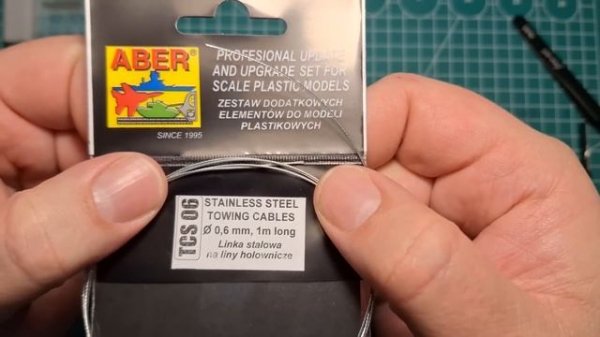 ABER®
SINCE 1995
PROFESIONAL UPDATE
AND UPGRADE SET FOR
SCALE PLASTIC MODELS
ZESTAW DODATKOWYCH
ELEMENTÓW DO MODELI
PLASTIKOWYCH
TCS 06
STAINLESS STEEL
TOWING CABLES
Ø 0,6 mm, 1m long
Linka stalowa
na liny holownicze